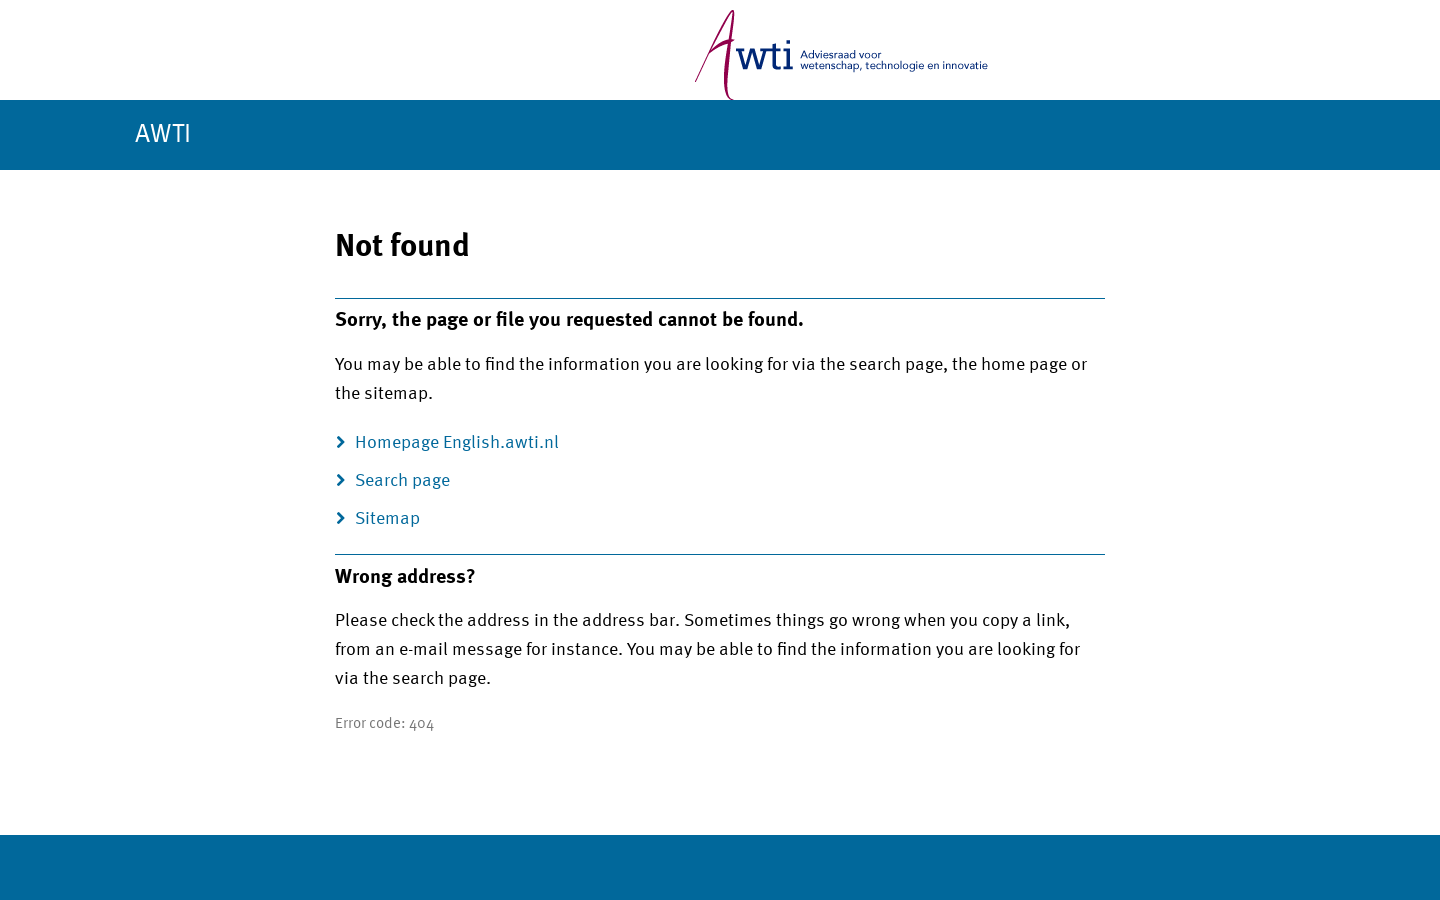 Awti Adviesraad voor
wetenschap, technologie en innovatie
AWTI
Not found
Sorry, the page or file you requested cannot be found.
You may be able to find the information you are looking for via the search page, the home page or
the sitemap.
Homepage English.awti.nl
Search page
Sitemap
Wrong address?
Please check the address in the address bar. Sometimes things go wrong when you copy a link,
from an e-mail message for instance. You may be able to find the information you are looking for
via the search page.
Error code: 404